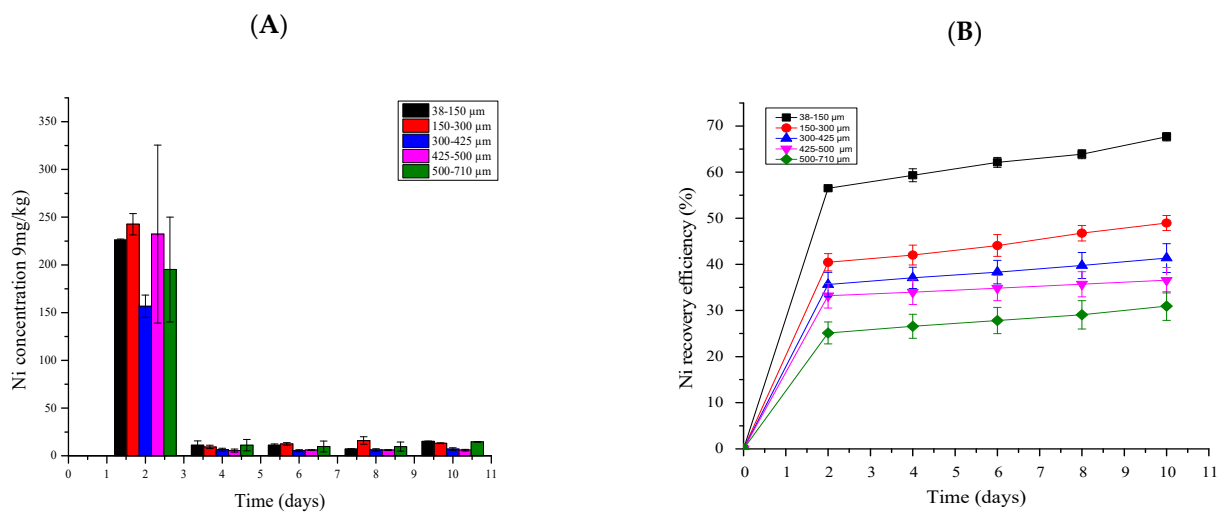 (A)
Ni concentration 9mg/kg)
350
300
250
200
150
100
50
0
38-150 µm
150-300 µm
300-425 µm
425-500 µm
500-710 µm
0 1 2 3 4 5 6 7 8 9 10 11
Time (days)
(B)
Ni recovery efficiency (%)
70
60
50
40
30
20
10
0
38-150 µm
150-300 µm
300-425 µm
425-500 µm
500-710 µm
0 1 2 3 4 5 6 7 8 9 10 11
Time (days)